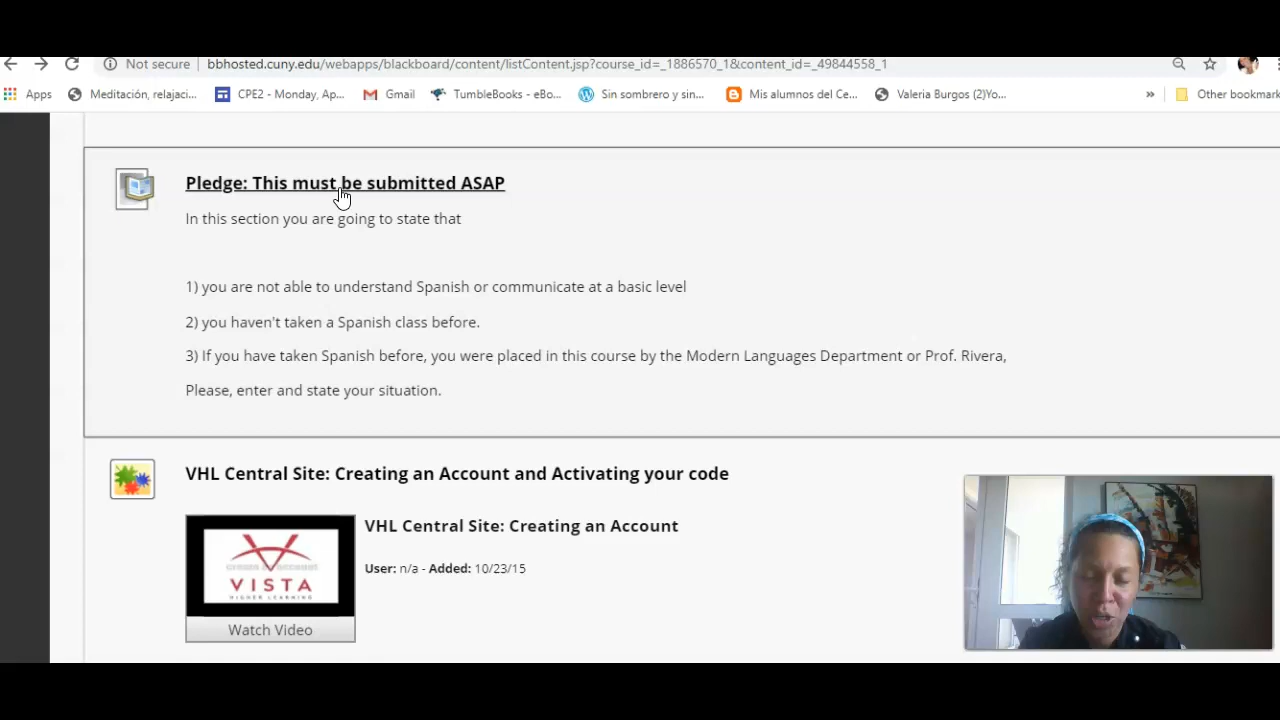 Not secure bbhosted.cuny.edu/webapps/blackboard/content/listContent.jsp?course_id=_1886570_1&content_id=_49844558_1
Apps Meditación, relajaci... CPE2 - Monday, Ap... Gmail TumbleBooks - eBo... Sin sombrero y sin... Mis alumnos del Ce... Valeria Burgos (2)Yo... » Other bookmark
Pledge: This must be submitted ASAP
In this section you are going to state that
1) you are not able to understand Spanish or communicate at a basic level
2) you haven't taken a Spanish class before.
3) If you have taken Spanish before, you were placed in this course by the Modern Languages Department or Prof. Rivera,
Please, enter and state your situation.
VHL Central Site: Creating an Account and Activating your code
VHL Central Site: Creating an Account
User: n/a - Added: 10/23/15
VISTA
HIGHER LEARNING
Watch Video